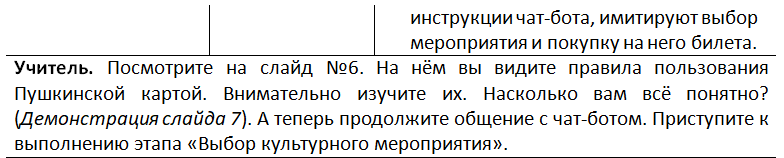 инструкции чат-бота, имитируют выбор
мероприятия и покупку на него билета.
Учитель. Посмотрите на слайд №6. На нём вы видите правила пользования
Пушкинской картой. Внимательно изучите их. Насколько вам всё понятно?
(Демонстрация слайда 7). А теперь продолжите общение с чат-ботом. Приступите к
выполнению этапа «Выбор культурного мероприятия».